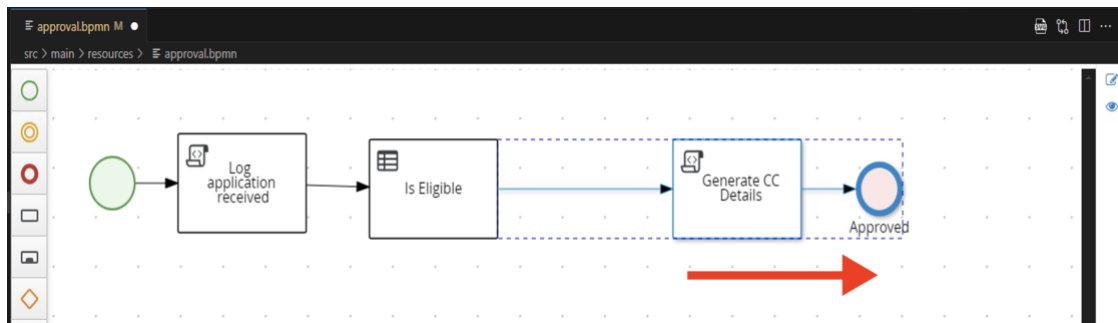 approval.bpmn M
src > main > resources > approval.bpmn
Log
application
received
Is Eligible
Generate CC
Details
Approved